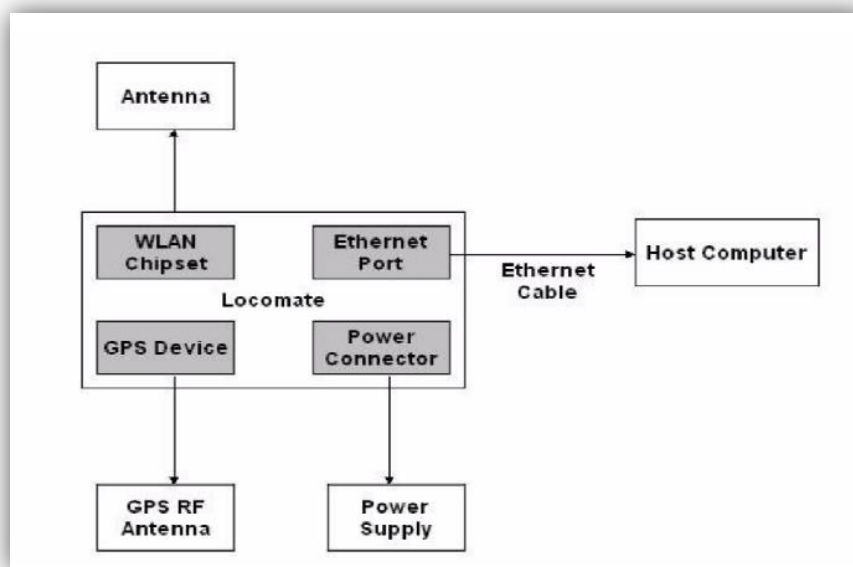 Antenna
WLAN
Chipset
Ethernet
Port
Host Computer
Ethernet
Cable
Locomate
GPS Device
Power
Connector
GPS RF
Antenna
Power
Supply